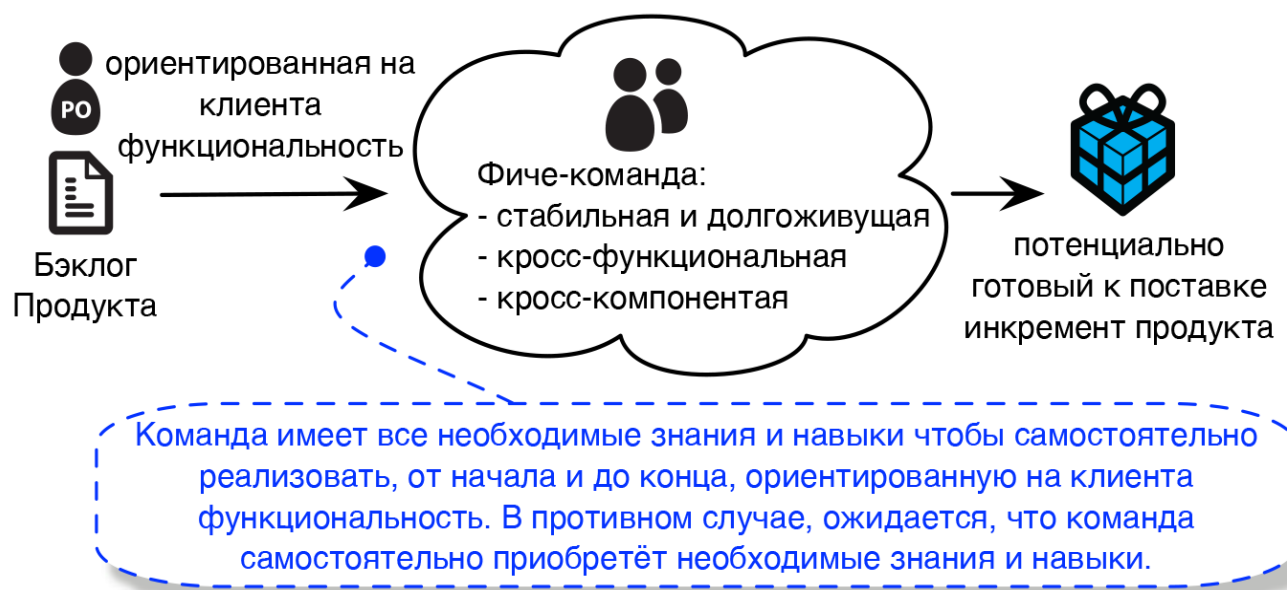 PO
ориентированная на
клиента
функциональность
Бэклог
Продукта
Фиче-команда:
- стабильная и долгоживущая
- кросс-функциональная
- кросс-компонентая
потенциально
готовый к поставке
инкремент продукта
Команда имеет все необходимые знания и навыки чтобы самостоятельно
реализовать, от начала и до конца, ориентированную на клиента
функциональность. В противном случае, ожидается, что команда
самостоятельно приобретёт необходимые знания и навыки.